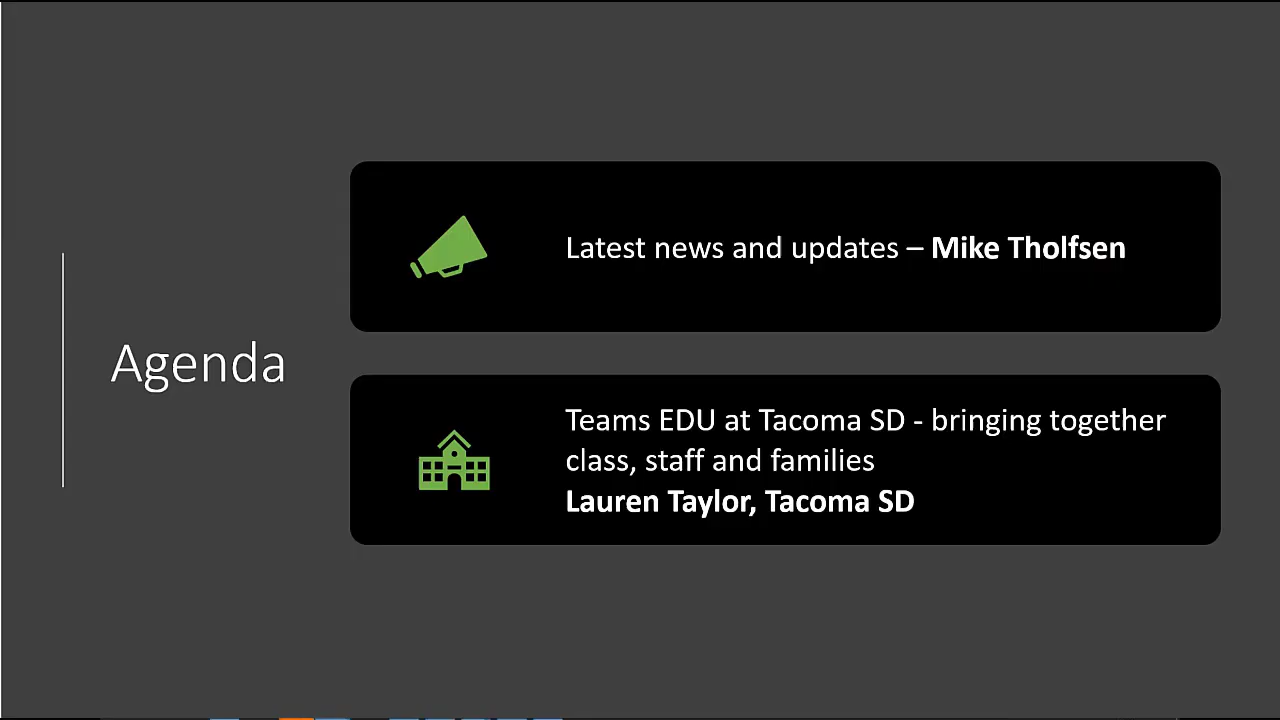 Agenda
Latest news and updates – Mike Tholfsen
Teams EDU at Tacoma SD - bringing together
class, staff and families
Lauren Taylor, Tacoma SD